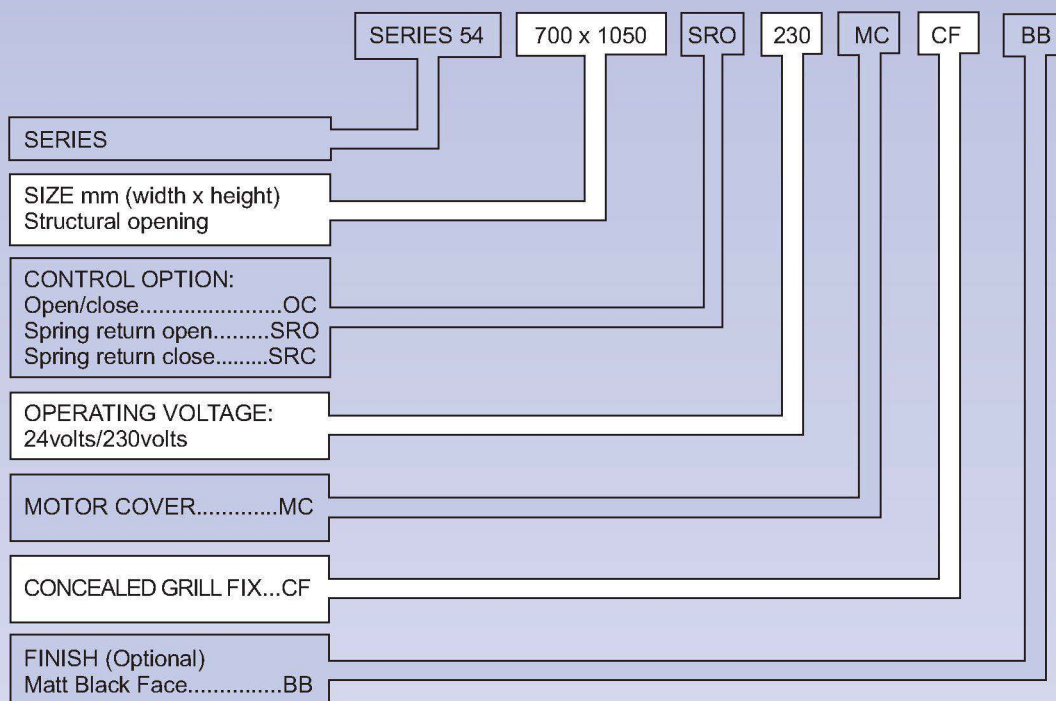 SERIES 54 700 x 1050 SRO 230 MC CF BB
SERIES
SIZE mm (width x height)
Structural opening
CONTROL OPTION:
Open/close......................OC
Spring return open.........SRO
Spring return close.........SRC
OPERATING VOLTAGE:
24volts/230volts
MOTOR COVER.............MC
CONCEALED GRILL FIX...CF
FINISH (Optional)
Matt Black Face...............BB